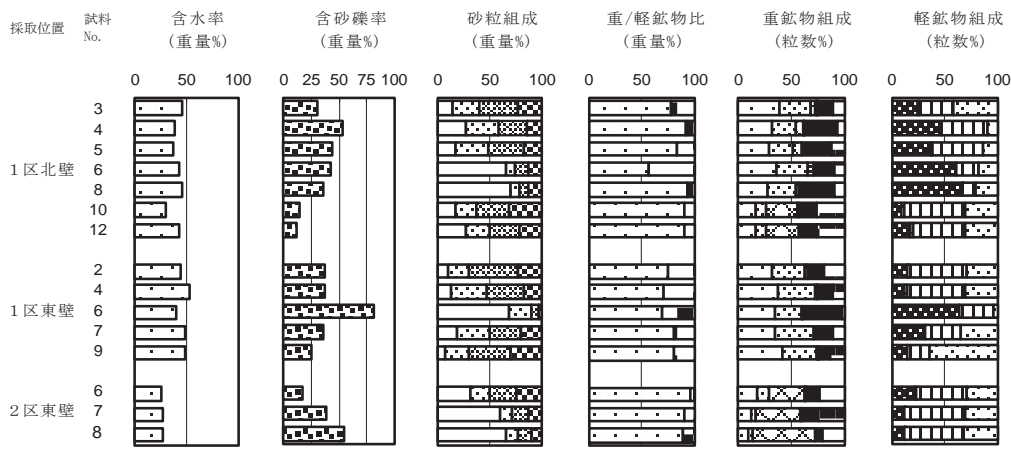 採取位置 試料 No. 含水率 (重量%) 含砂礫率 (重量%) 砂粒組成 (重量%) 重/軽鉱物比 (重量%) 重鉱物組成 (粒数%) 軽鉱物組成 (粒数%)
0 50 100 0 25 50 75 100 0 50 100 0 50 100 0 50 100 0 50 100
3
4
5
1区北壁 6
8
10
12
2
4
1区東壁 6
7
9
6
2区東壁 7
8